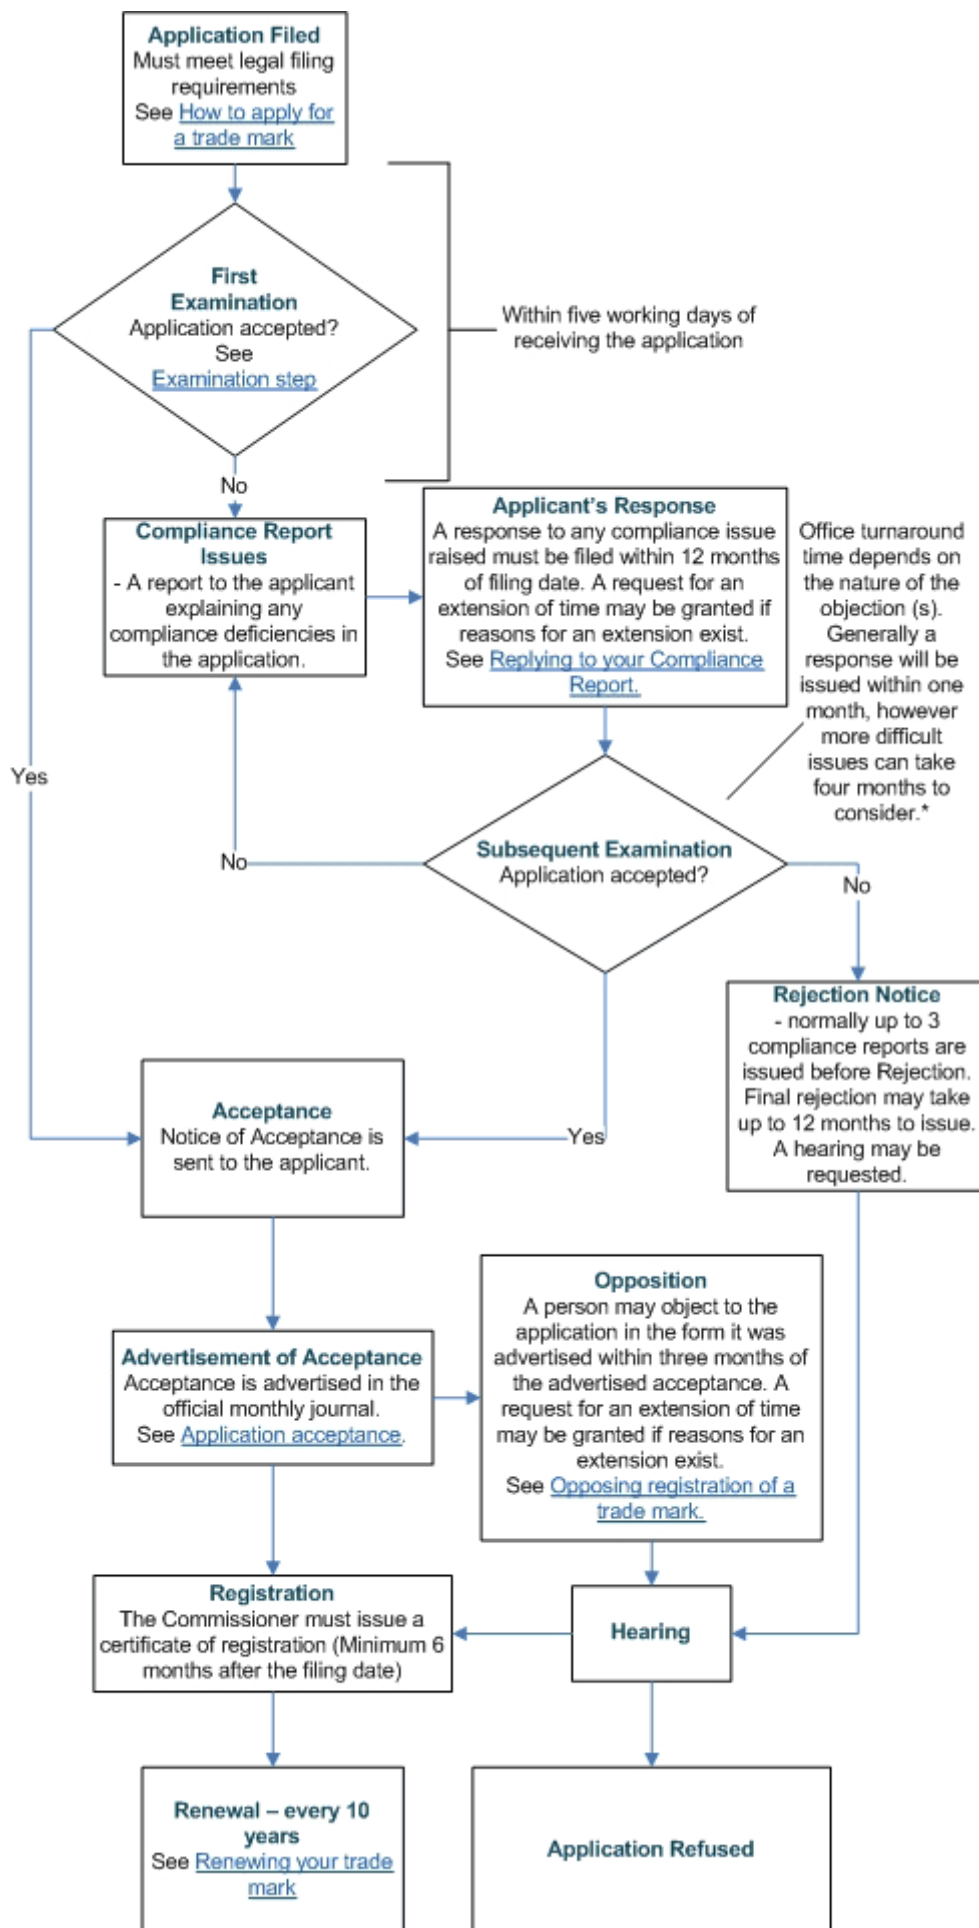 Application Filed
Must meet legal filing
requirements
See How to apply for
a trade mark
First
Examination
Application accepted?
See
Examination step
Within five working days of
receiving the application
No
Compliance Report
Issues
- A report to the applicant
explaining any
compliance deficiencies in
the application.
Applicant's Response
A response to any compliance issue
raised must be filed within 12 months
of filing date. A request for an
extension of time may be granted if
reasons for an extension exist.
See Replying to your Compliance
Report.
Office turnaround
time depends on
the nature of the
objection (s).
Generally a
response will be
issued within one
month, however
more difficult
issues can take
four months to
consider.*
Yes
Subsequent Examination
Application accepted?
No
No
Rejection Notice
- normally up to 3
compliance reports are
issued before Rejection.
Final rejection may take
up to 12 months to issue.
A hearing may be
requested.
Yes
Acceptance
Notice of Acceptance is
sent to the applicant.
Advertisement of Acceptance
Acceptance is advertised in the
official monthly journal.
See Application acceptance.
Opposition
A person may object to the
application in the form it was
advertised within three months of
the advertised acceptance. A
request for an extension of time
may be granted if reasons for an
extension exist.
See Opposing registration of a
trade mark.
Registration
The Commissioner must issue a
certificate of registration (Minimum 6
months after the filing date)
Hearing
Renewal – every 10
years
See Renewing your trade
mark
Application Refused